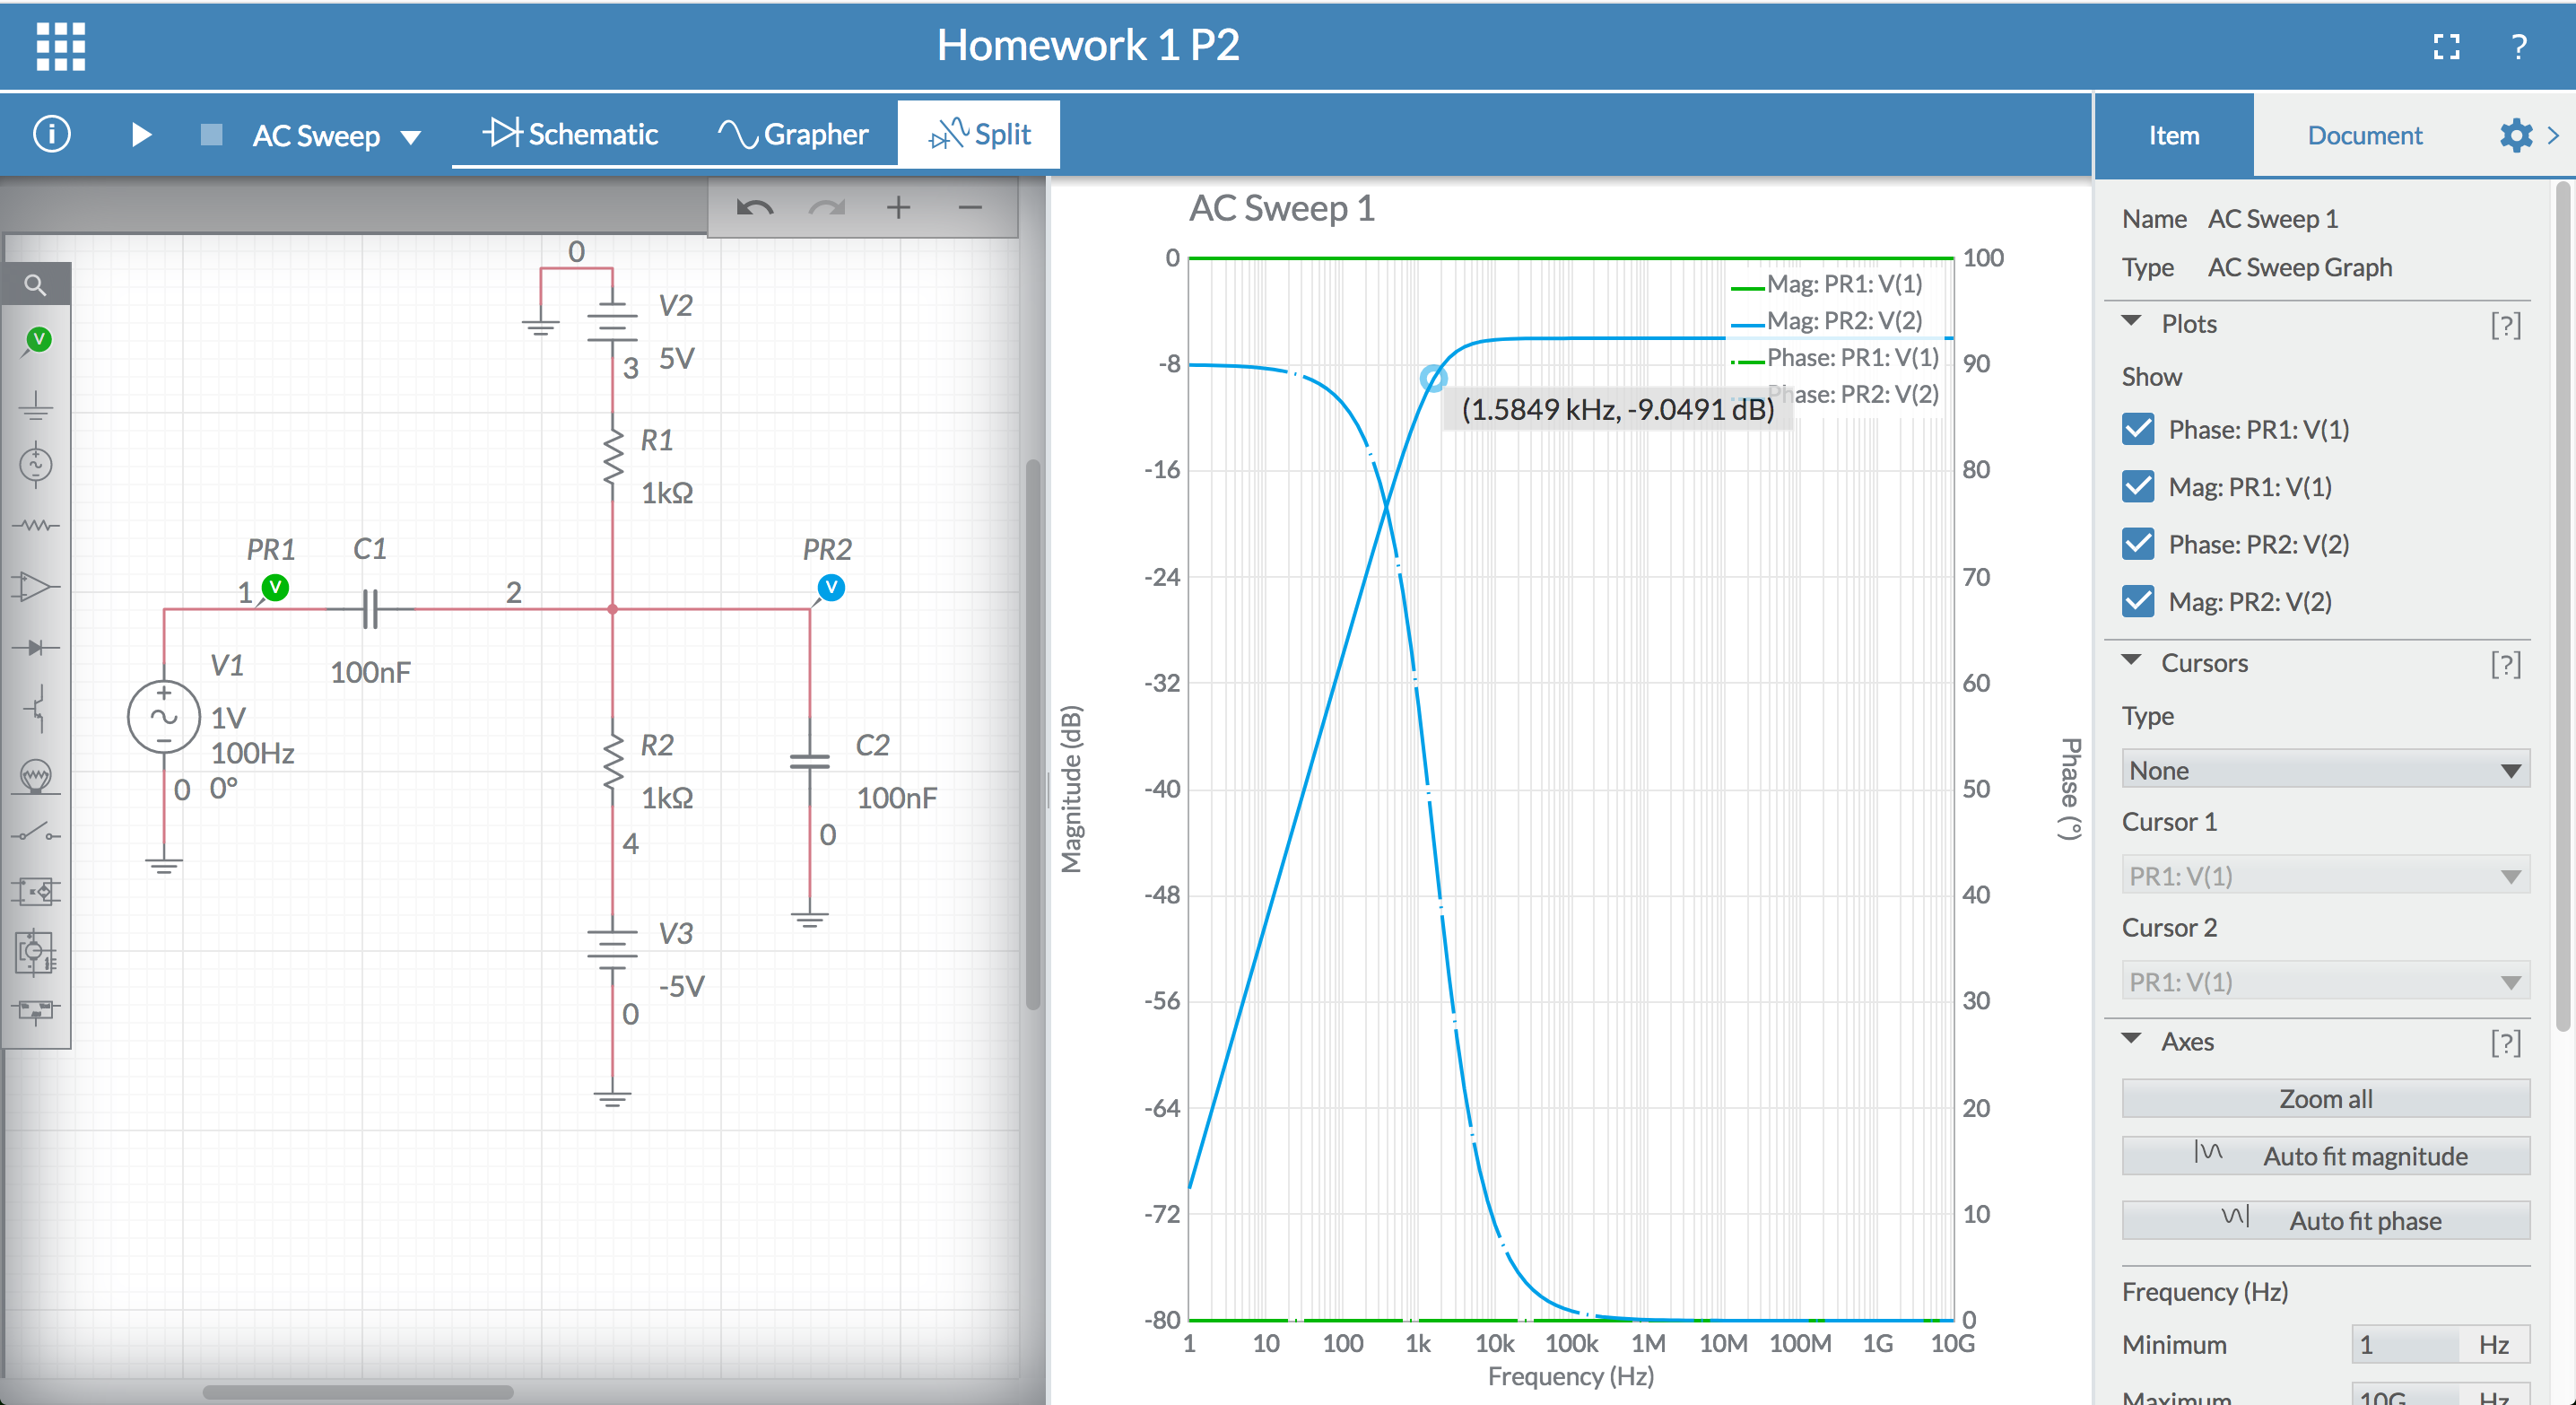 Homework 1 P2
?
i
AC Sweep
Schematic
Grapher
Split
Item
Document
0
V2
5V
3
R1
1kΩ
PR1
C1
PR2
1
V
2
V
V1
1V
100Hz
0°
0
100nF
R2
1kΩ
4
C2
100nF
0
V3
-5V
0
V
AC Sweep 1
0
-8
-16
-24
-32
-40
-48
-56
-64
-72
-80
Magnitude (dB)
100
90
80
70
60
50
40
30
20
10
0
Phase (°)
Mag: PR1: V(1)
Mag: PR2: V(2)
Phase: PR1: V(1)
Phase: PR2: V(2)
(1.5849 kHz, -9.0491 dB)
1 10 100 1k 10k 100k 1M 10M 100M 1G 10G
Frequency (Hz)
Name AC Sweep 1
Type AC Sweep Graph
Plots [?]
Show
Phase: PR1: V(1)
Mag: PR1: V(1)
Phase: PR2: V(2)
Mag: PR2: V(2)
Cursors [?]
Type
None
Cursor 1
PR1: V(1)
Cursor 2
PR1: V(1)
Axes [?]
Zoom all
Auto fit magnitude
Auto fit phase
Frequency (Hz)
Minimum 1 Hz
Maximum 10G Hz